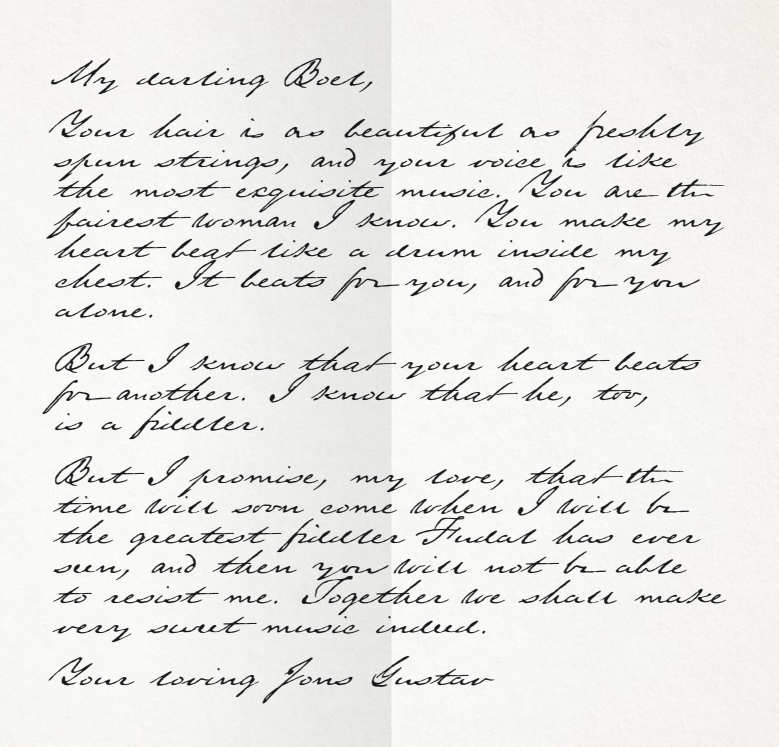 My darling Boel,
Your hair is as beautiful as freshly
spun strings, and your voice is like
the most exquisite music. You are the
fairest woman I know. You make my
heart beat like a drum inside my
chest. It beats for you, and for you
alone.
But I know that your heart beats
for another. I know that he, too,
is a fiddler.
But I promise, my love, that the
time will soon come when I will be
the greatest fiddler Hudal has ever
seen, and then you will not be able
to resist me. Together we shall make
very sweet music indeed.
Your loving Jons Gustav